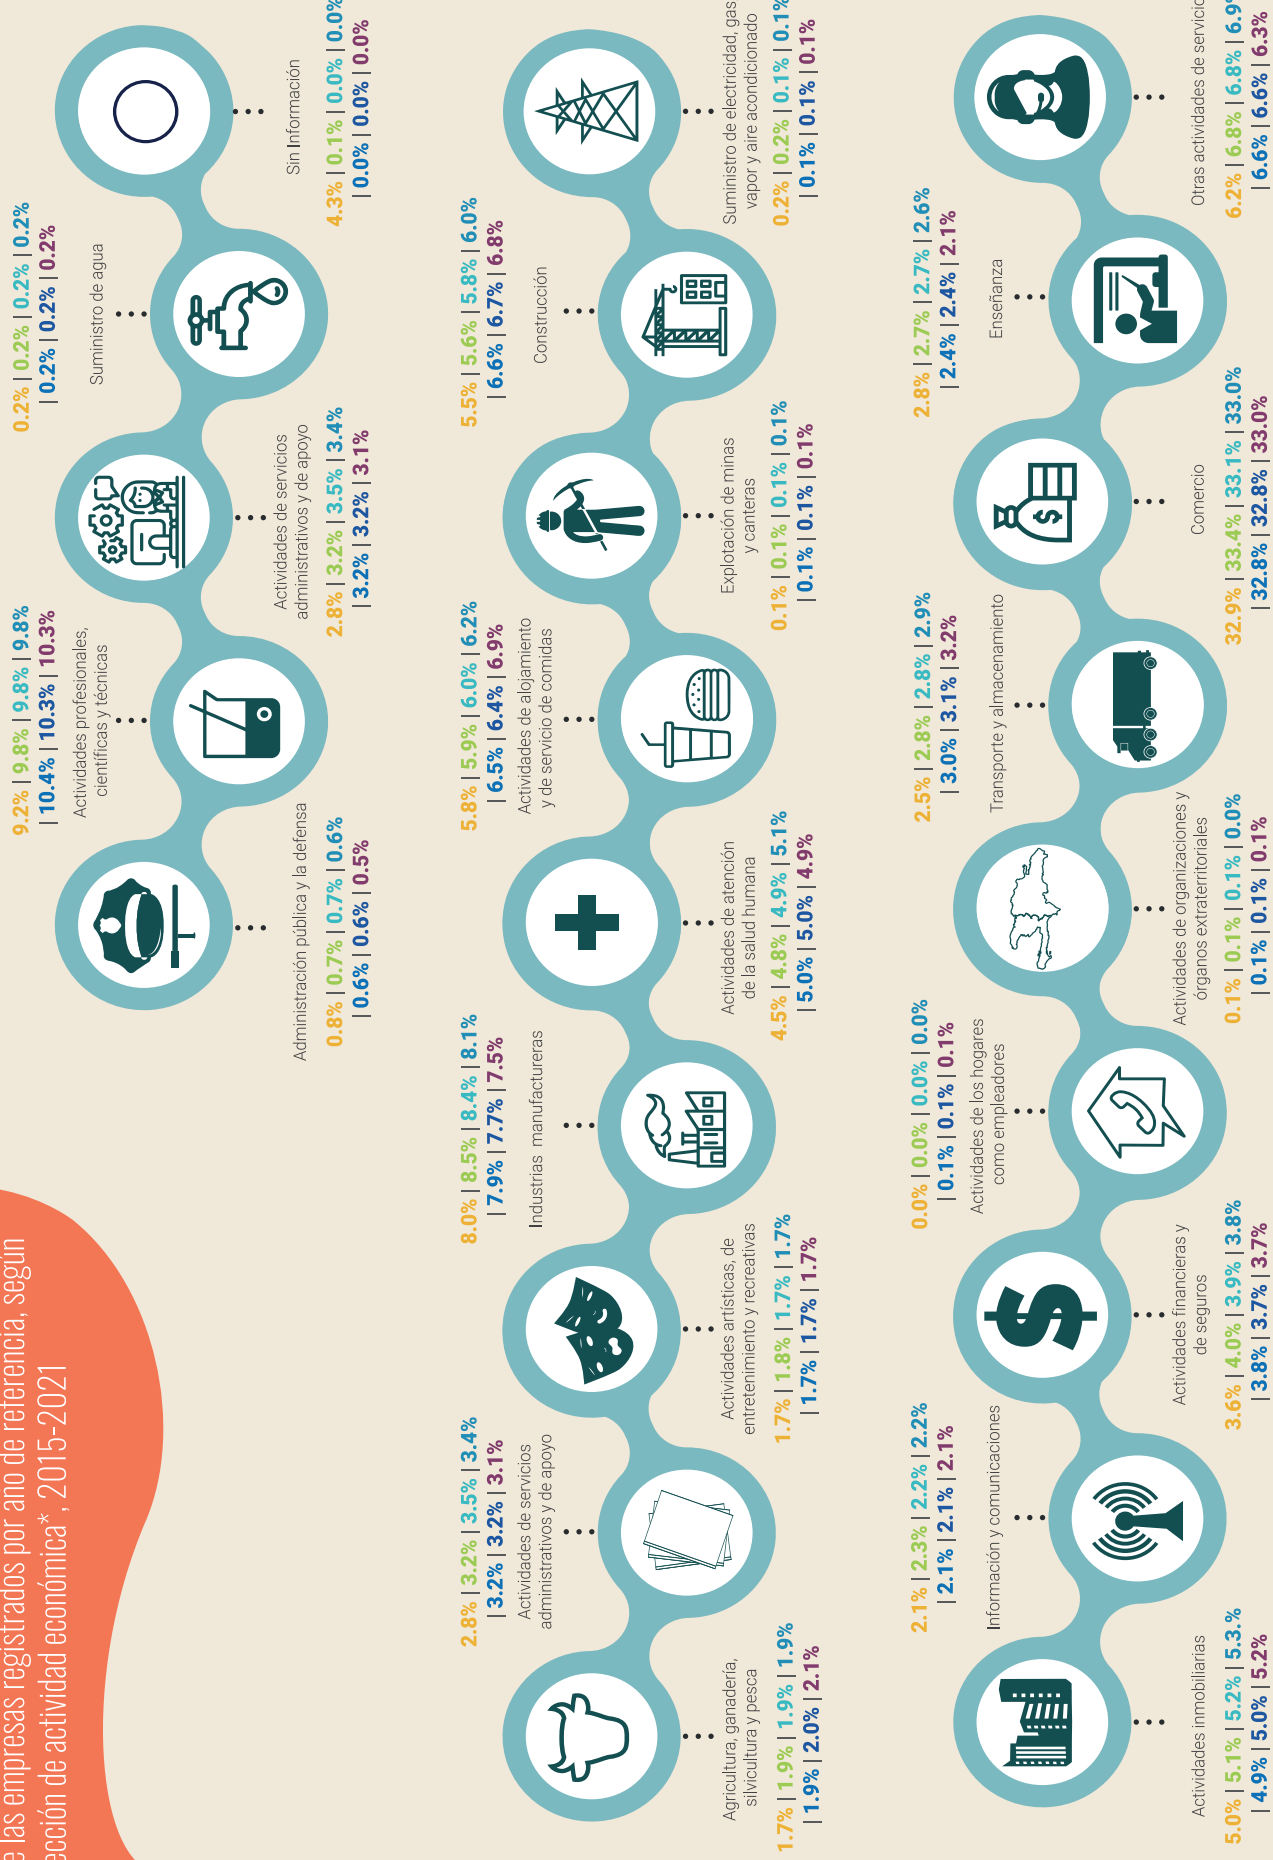 e las empresas registrados por año de referencia, según
ección de actividad económica*, 2015-2021
Administración pública y la defensa
0.8% | 0.7% | 0.7% | 0.6%
| 0.6% | 0.6% | 0.5%
9.2% | 9.8% | 9.8% | 9.8%
| 10.4% | 10.3% | 10.3%
Actividades profesionales,
científicas y técnicas
Actividades de servicios
administrativos y de apoyo
2.8% | 3.2% | 3.5% | 3.4%
| 3.2% | 3.2% | 3.1%
0.2% | 0.2% | 0.2% | 0.2%
| 0.2% | 0.2% | 0.2%
Suministro de agua
Sin Información
4.3% | 0.1% | 0.0% | 0.0%
| 0.0% | 0.0% | 0.0%
Agricultura, ganadería,
silvicultura y pesca
1.7% | 1.9% | 1.9% | 1.9%
| 1.9% | 2.0% | 2.1%
2.8% | 3.2% | 3.5% | 3.4%
| 3.2% | 3.2% | 3.1%
Actividades de servicios
administrativos y de apoyo
Actividades artísticas, de
entretenimiento y recreativas
1.7% | 1.8% | 1.7% | 1.7%
| 1.7% | 1.7% | 1.7%
8.0% | 8.5% | 8.4% | 8.1%
| 7.9% | 7.7% | 7.5%
Industrias manufactureras
Actividades de atención
de la salud humana
4.5% | 4.8% | 4.9% | 5.1%
| 5.0% | 5.0% | 4.9%
5.8% | 5.9% | 6.0% | 6.2%
| 6.5% | 6.4% | 6.9%
Actividades de alojamiento
y de servicio de comidas
Explotación de minas
y canteras
0.1% | 0.1% | 0.1% | 0.1%
| 0.1% | 0.1% | 0.1%
5.5% | 5.6% | 5.8% | 6.0%
| 6.6% | 6.7% | 6.8%
Construcción
Suministro de electricidad, gas
vapor y aire acondicionado
0.2% | 0.2% | 0.1% | 0.1%
| 0.1% | 0.1% | 0.1%
Actividades inmobiliarias
5.0% | 5.1% | 5.2% | 5.3.%
| 4.9% | 5.0% | 5.2%
2.1% | 2.3% | 2.2% | 2.2%
| 2.1% | 2.1% | 2.1%
Información y comunicaciones
Actividades financieras y
de seguros
3.6% | 4.0% | 3.9% | 3.8%
| 3.8% | 3.7% | 3.7%
0.0% | 0.0% | 0.0% | 0.0%
| 0.1% | 0.1% | 0.1%
Actividades de los hogares
como empleadores
Actividades de organizaciones y
órganos extraterritoriales
0.1% | 0.1% | 0.1% | 0.0%
| 0.1% | 0.1% | 0.1%
2.5% | 2.8% | 2.8% | 2.9%
| 3.0% | 3.1% | 3.2%
Transporte y almacenamiento
Comercio
32.9% | 33.4% | 33.1% | 33.0%
| 32.8% | 32.8% | 33.0%
2.8% | 2.7% | 2.7% | 2.6%
| 2.4% | 2.4% | 2.1%
Enseñanza
Otras actividades de servicio
6.2% | 6.8% | 6.8% | 6.9%
| 6.6% | 6.6% | 6.3%